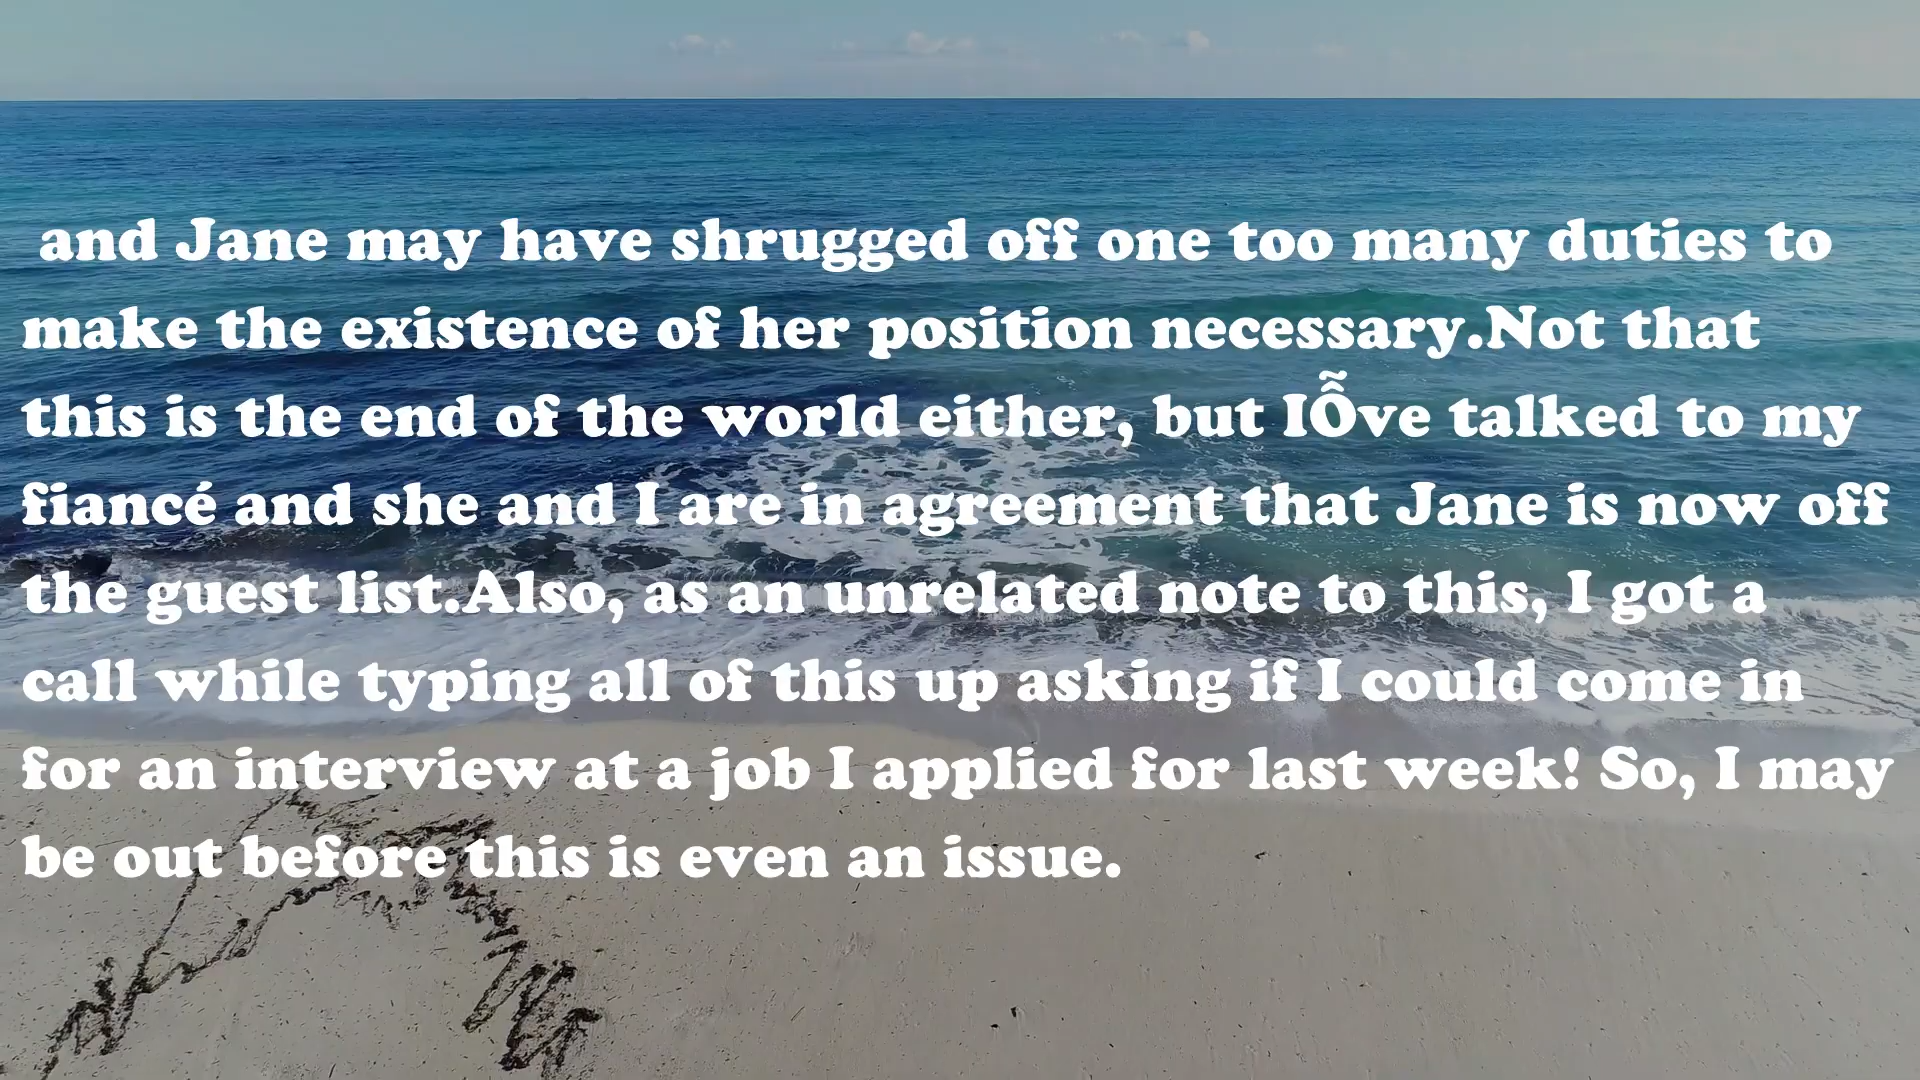 and Jane may have shrugged off one too many duties to
make the existence of her position necessary.Not that
this is the end of the world either, but IỖve talked to my
fiancé and she and I are in agreement that Jane is now off
the guest list.Also, as an unrelated note to this, I got a
call while typing all of this up asking if I could come in
for an interview at a job I applied for last week! So, I may
be out before this is even an issue.